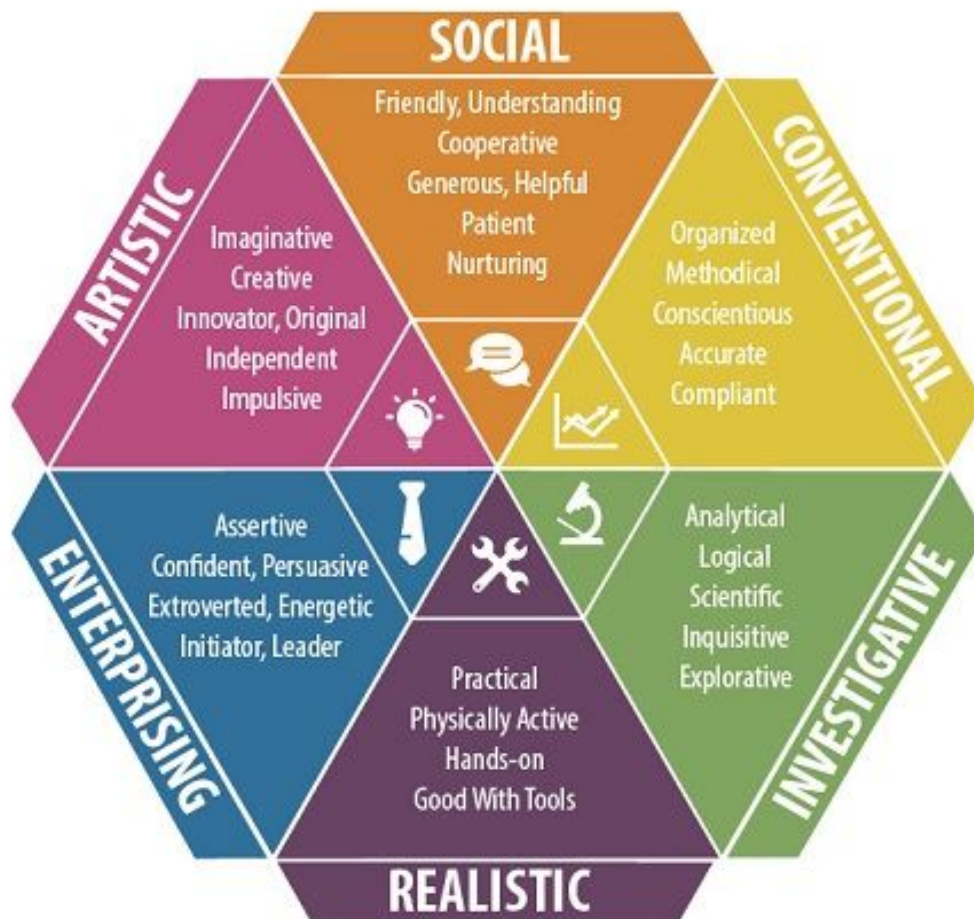 SOCIAL
Friendly, Understanding
Cooperative
Generous, Helpful
Patient
Nurturing
CONVENTIONAL
Organized
Methodical
Conscientious
Accurate
Compliant
INVESTIGATIVE
Analytical
Logical
Scientific
Inquisitive
Explorative
REALISTIC
Practical
Physically Active
Hands-on
Good With Tools
ENTERPRISING
Assertive
Confident, Persuasive
Extroverted, Energetic
Initiator, Leader
ARTISTIC
Imaginative
Creative
Innovator, Original
Independent
Impulsive